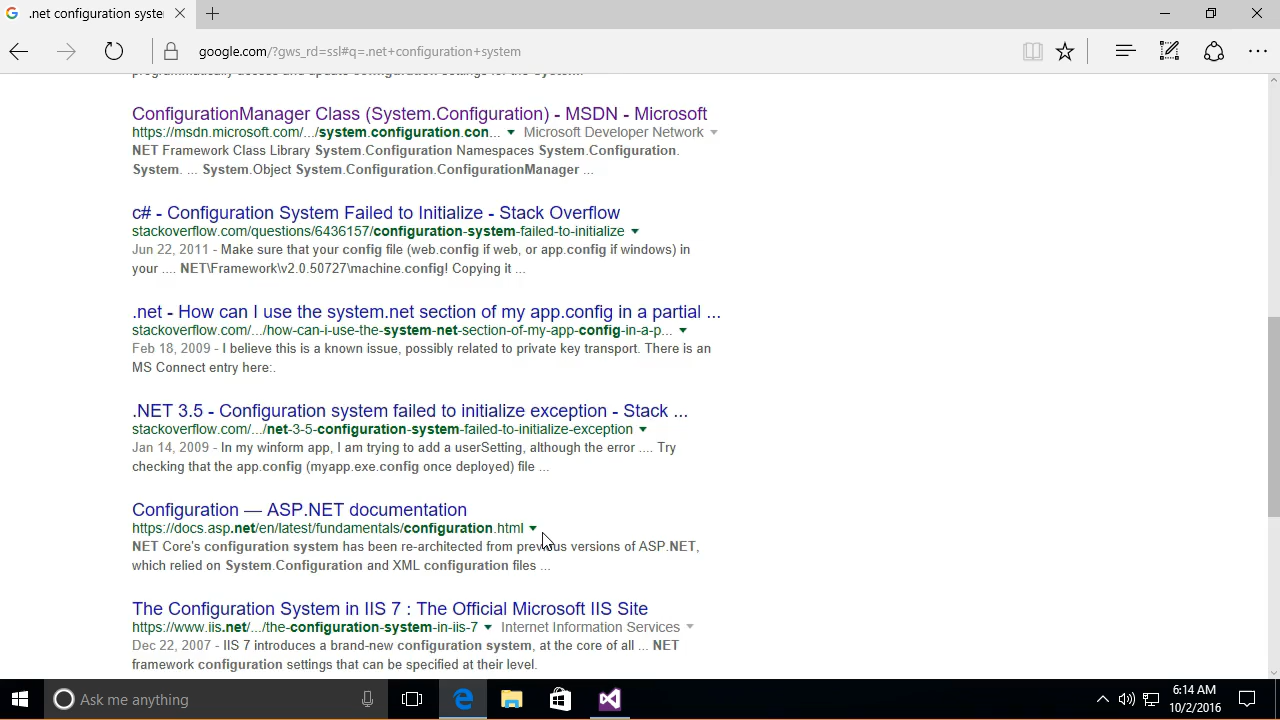 .net configuration syste
google.com/?gws_rd=ssl#q=.net+configuration+system
programmatically access and update configuration settings for the System...
ConfigurationManager Class (System.Configuration) - MSDN - Microsoft
https://msdn.microsoft.com/.../system.configuration.con... Microsoft Developer Network
NET Framework Class Library System.Configuration Namespaces System.Configuration.
System. ... System.Object System.Configuration.ConfigurationManager ...
c# - Configuration System Failed to Initialize - Stack Overflow
stackoverflow.com/questions/6436157/configuration-system-failed-to-initialize
Jun 22, 2011 - Make sure that your config file (web.config if web, or app.config if windows) in
your .... NET\Framework\v2.0.50727\machine.config! Copying it ...
.net - How can I use the system.net section of my app.config in a partial ...
stackoverflow.com/.../how-can-i-use-the-system-net-section-of-my-app-config-in-a-p...
Feb 18, 2009 - I believe this is a known issue, possibly related to private key transport. There is an
MS Connect entry here:.
.NET 3.5 - Configuration system failed to initialize exception - Stack ...
stackoverflow.com/.../net-3-5-configuration-system-failed-to-initialize-exception
Jan 14, 2009 - In my winform app, I am trying to add a userSetting, although the error .... Try
checking that the app.config (myapp.exe.config once deployed) file ...
Configuration — ASP.NET documentation
https://docs.asp.net/en/latest/fundamentals/configuration.html
NET Core's configuration system has been re-architected from previous versions of ASP.NET,
which relied on System.Configuration and XML configuration files ...
The Configuration System in IIS 7 : The Official Microsoft IIS Site
https://www.iis.net/.../the-configuration-system-in-iis-7 Internet Information Services
Dec 22, 2007 - IIS 7 introduces a brand-new configuration system, at the core of all ... NET
framework configuration settings that can be specified at their level.
Ask me anything
6:14 AM
10/2/2016